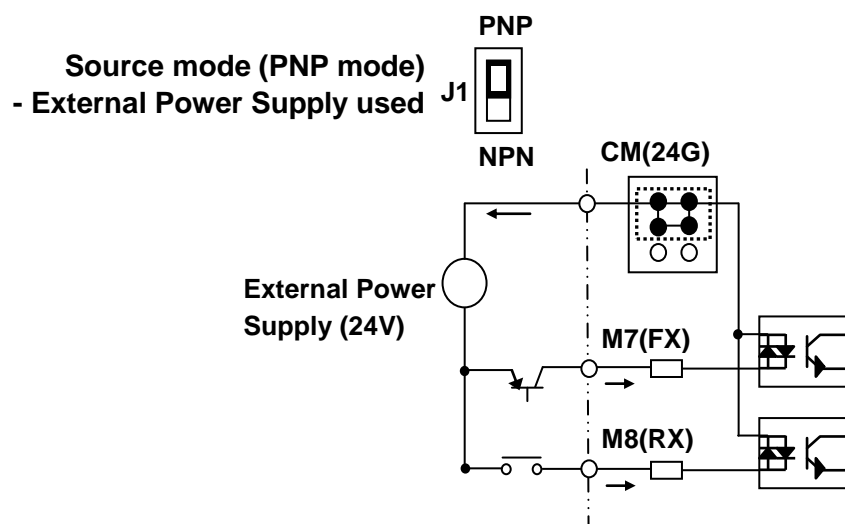 PNP
Source mode (PNP mode)
- External Power Supply used
J1
NPN
CM(24G)
External Power
Supply (24V)
M7(FX)
M8(RX)